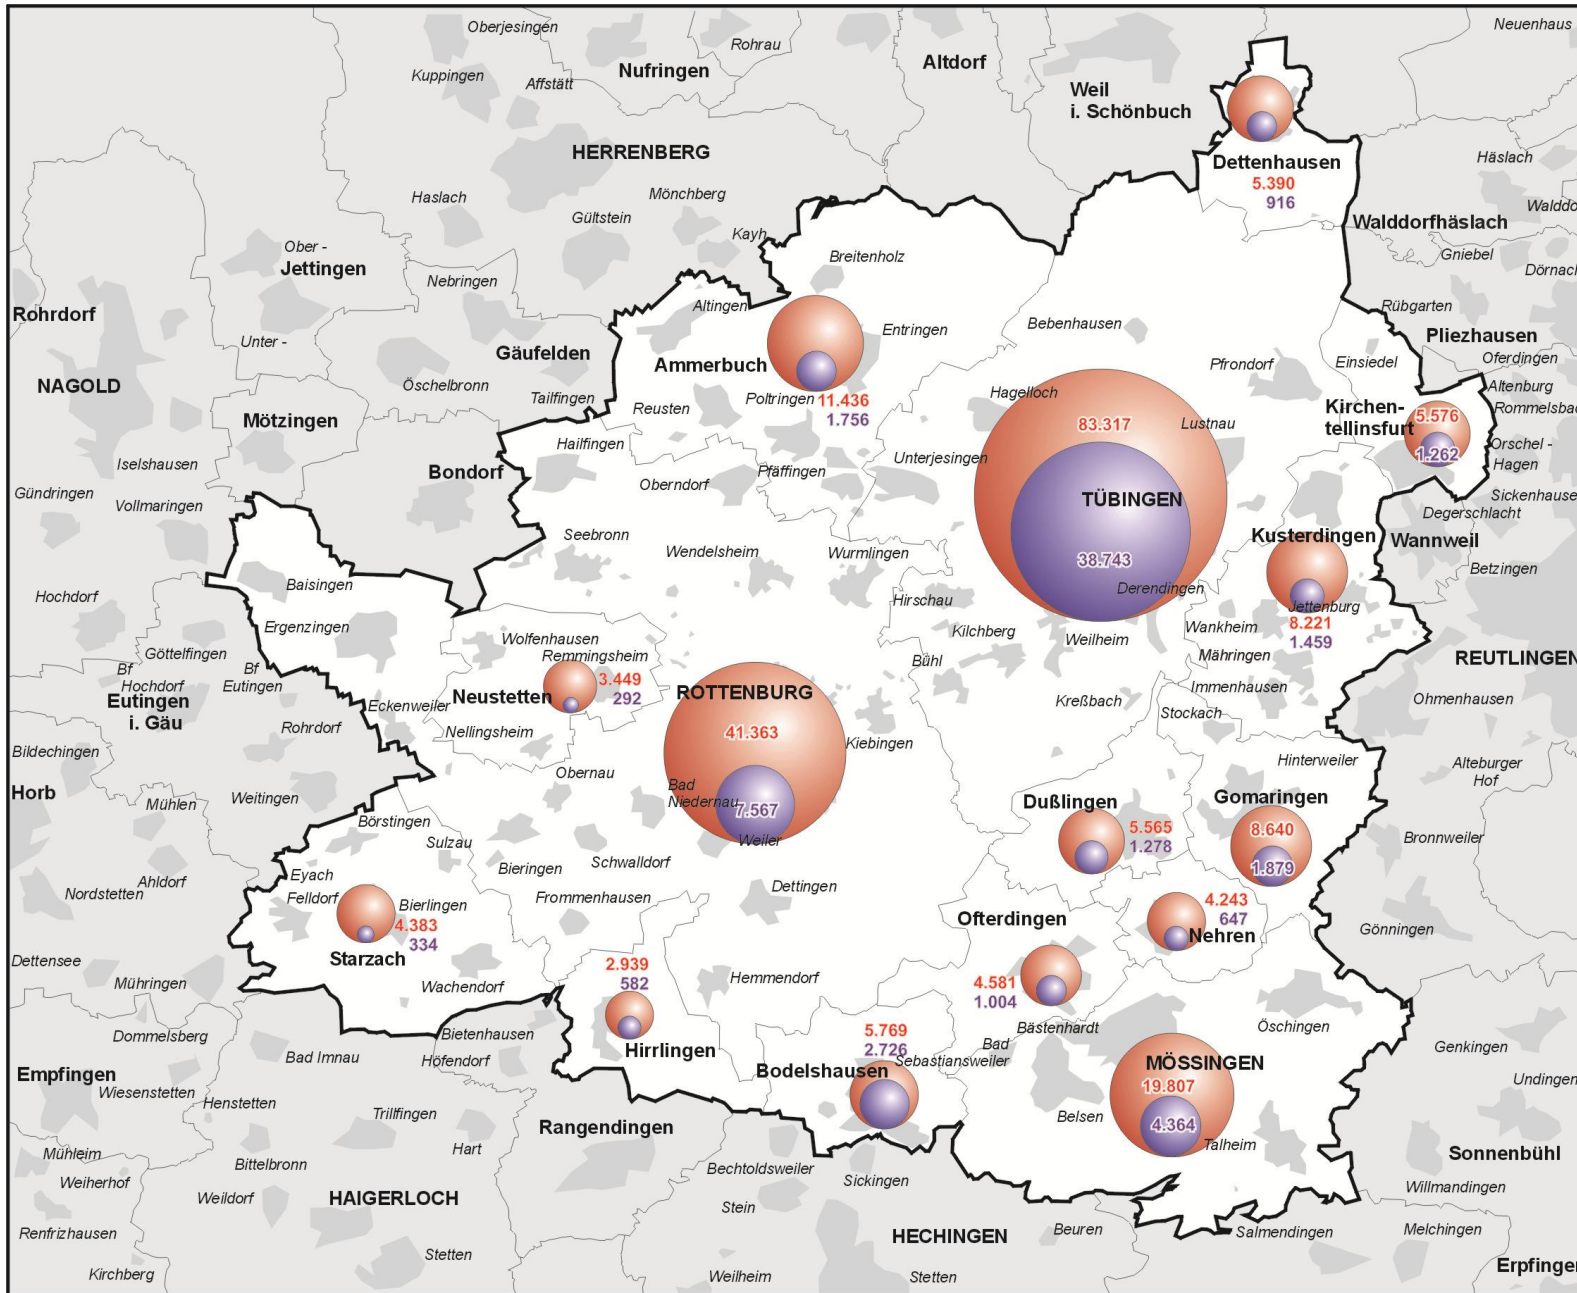 Oberjesingen
Rohrau
Neuenhaus
Kuppingen
Affstätt
Nufringen
Altdorf
Weil
i. Schönbuch
HERRENBERG
Dettenhausen
5.390
916
Häslach
Haslach
Mönchberg
Gültstein
Kayh
Walddorfhäslach
Ober -
Jettingen
Nebringen
Breitenholz
Gniebel
Dörnach
Rohrdorf
Altingen
Entringen
Bebenhausen
Rübgarten
Pliezhausen
Unter -
Gäufelden
Ammerbuch
Pfrondorf
Einsiedel
Oferdingen
NAGOLD
Öschelbronn
Tailfingen
Reusten
Poltringen
11.436
1.756
Hagelloch
83.317
Lustnau
Kirchen-
tellinsfurt
5.576
1.262
Altenburg
Orschel -
Hagen
Mötzingen
Hailfingen
Iselshausen
Bondorf
Oberndorf
Pfäffingen
Unterjesingen
TÜBINGEN
Gündringen
Vollmaringen
Degerschlacht
Seebronn
Wendelsheim
Wurmlingen
38.743
Kusterdingen
Wannweil
Betzingen
Baisingen
Derendingen
Jettenburg
8.221
1.459
Hochdorf
Ergenzingen
Hirschau
Kilchberg
Weilheim
Wankheim
Göttelfingen
Wolfenhausen
Remmingsheim
Bühl
Mähringen
REUTLINGEN
Bf
Hochdorf
Bf
Eutingen
Eutingen
i. Gäu
Neustetten
3.449
292
ROTTENBURG
Immenhausen
Ohmenhausen
Eckenweiler
Kreßbach
Stockach
Rohrdorf
Nellingsheim
41.363
Kiebingen
Bildechingen
Hinterweiler
Alteburger
Hof
Obernau
Bad
Niedernau
7.567
Weiler
Horb
Mühlen
Weitingen
Dußlingen
5.565
1.278
Gomaringen
8.640
1.879
Börstingen
Sulzau
Bronnweiler
Bieringen
Schwalldorf
Nordstetten
Ahldorf
Eyach
Felldorf
Bierlingen
4.383
334
Starzach
Frommenhausen
Dettingen
Ofterdingen
4.243
647
Nehren
Gönningen
Dettensee
Mühringen
Wachendorf
2.939
582
Hirrlingen
Hemmendorf
4.581
1.004
Bästenhardt
Öschingen
Dommelsberg
Bietenhausen
Höfendorf
Bad Imnau
5.769
2.726
Bodelshausen
Bad
Sebastiansweiler
MÖSSINGEN
19.807
4.364
Genkingen
Empfingen
Wiesenstetten
Henstetten
Trillfingen
Rangendingen
Belsen
Talheim
Undingen
Hart
Mühleim
Weiherhof
Bittelbronn
Bechtoldsweiler
Sickingen
Sonnenbühl
Willmandingen
Weildorf
HAIGERLOCH
Stein
HECHINGEN
Beuren
Salmendingen
Melchingen
Renfrizhausen
Stetten
Kirchberg
Weilheim
Stetten